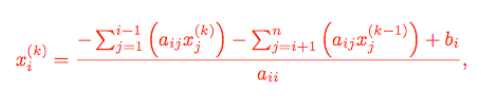 x_i^{(k)} = \frac{-\sum_{j=1}^{i-1} \left( a_{ij} x_j^{(k)} \right) - \sum_{j=i+1}^{n} \left( a_{ij} x_j^{(k-1)} \right) + b_i}{a_{ii}},